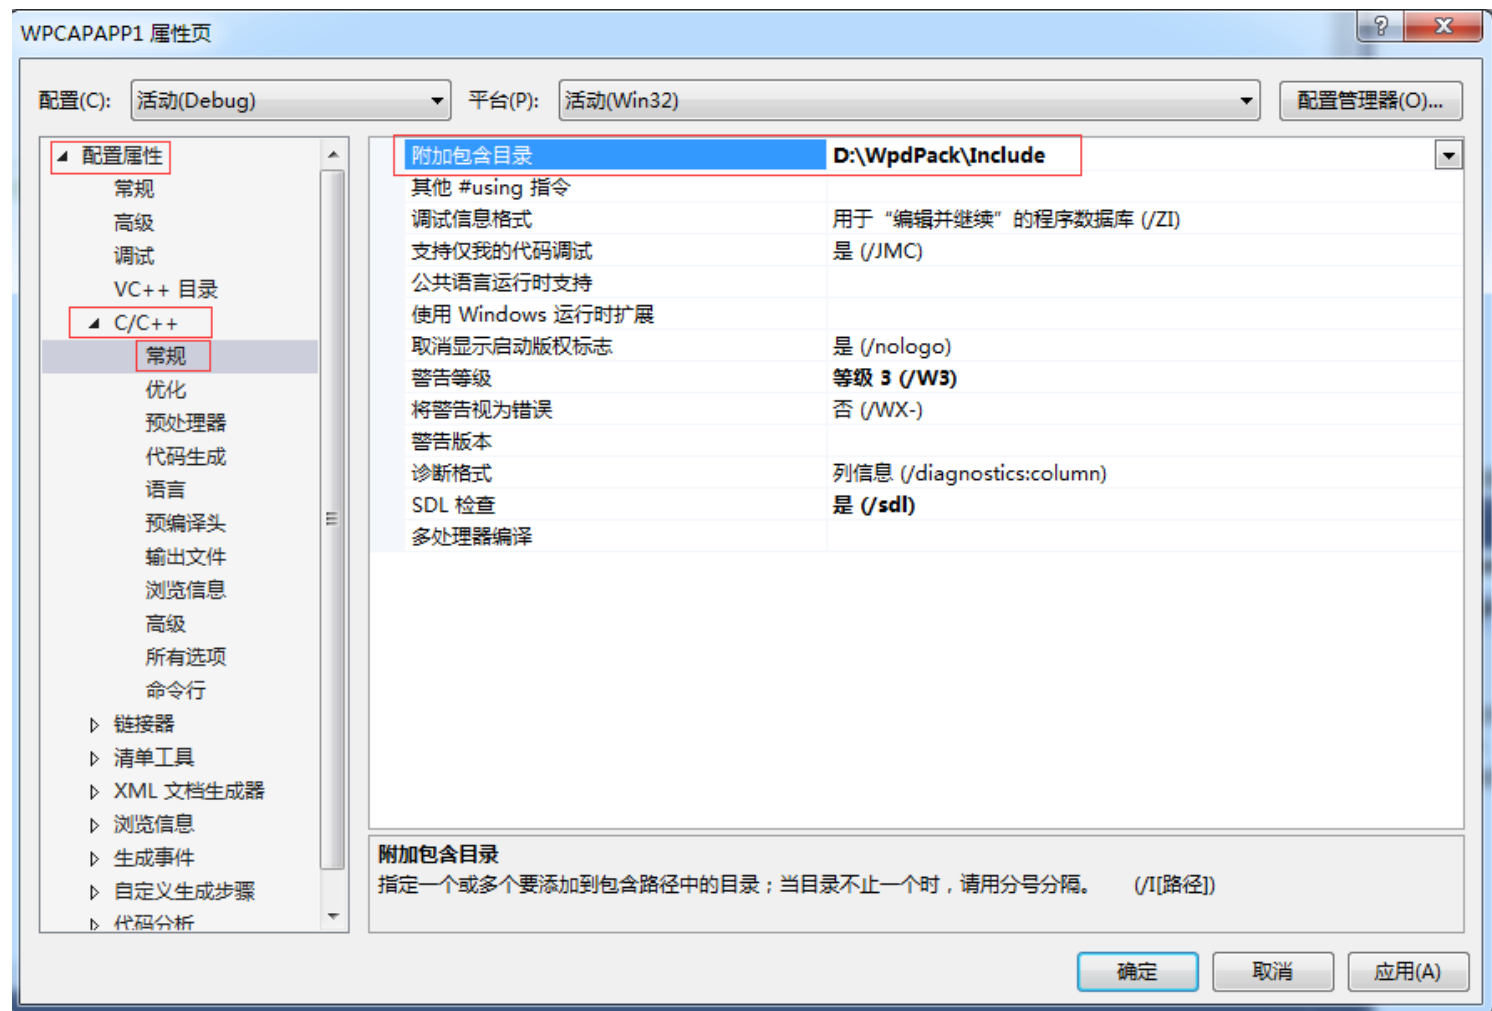 WPCAPAPP1 属性页
配置(C): 活动(Debug) 平台(P): 活动(Win32) 配置管理器(O)...
配置属性
常规
高级
调试
VC++ 目录
C/C++
常规
优化
预处理器
代码生成
语言
预编译头
输出文件
浏览信息
高级
所有选项
命令行
链接器
清单工具
XML 文档生成器
浏览信息
生成事件
自定义生成步骤
代码分析
附加包含目录 D:\WpdPack\Include
其他 #using 指令
调试信息格式 用于“编辑并继续”的程序数据库 (/ZI)
支持仅我的代码调试 是 (/JMC)
公共语言运行时支持
使用 Windows 运行时扩展
取消显示启动版权标志 是 (/nologo)
警告等级 等级 3 (/W3)
将警告视为错误 否 (/WX-)
警告版本
诊断格式 列信息 (/diagnostics:column)
SDL 检查 是 (/sdl)
多处理器编译
附加包含目录
指定一个或多个要添加到包含路径中的目录；当目录不止一个时，请用分号分隔。 (/I[路径])
确定 取消 应用(A)